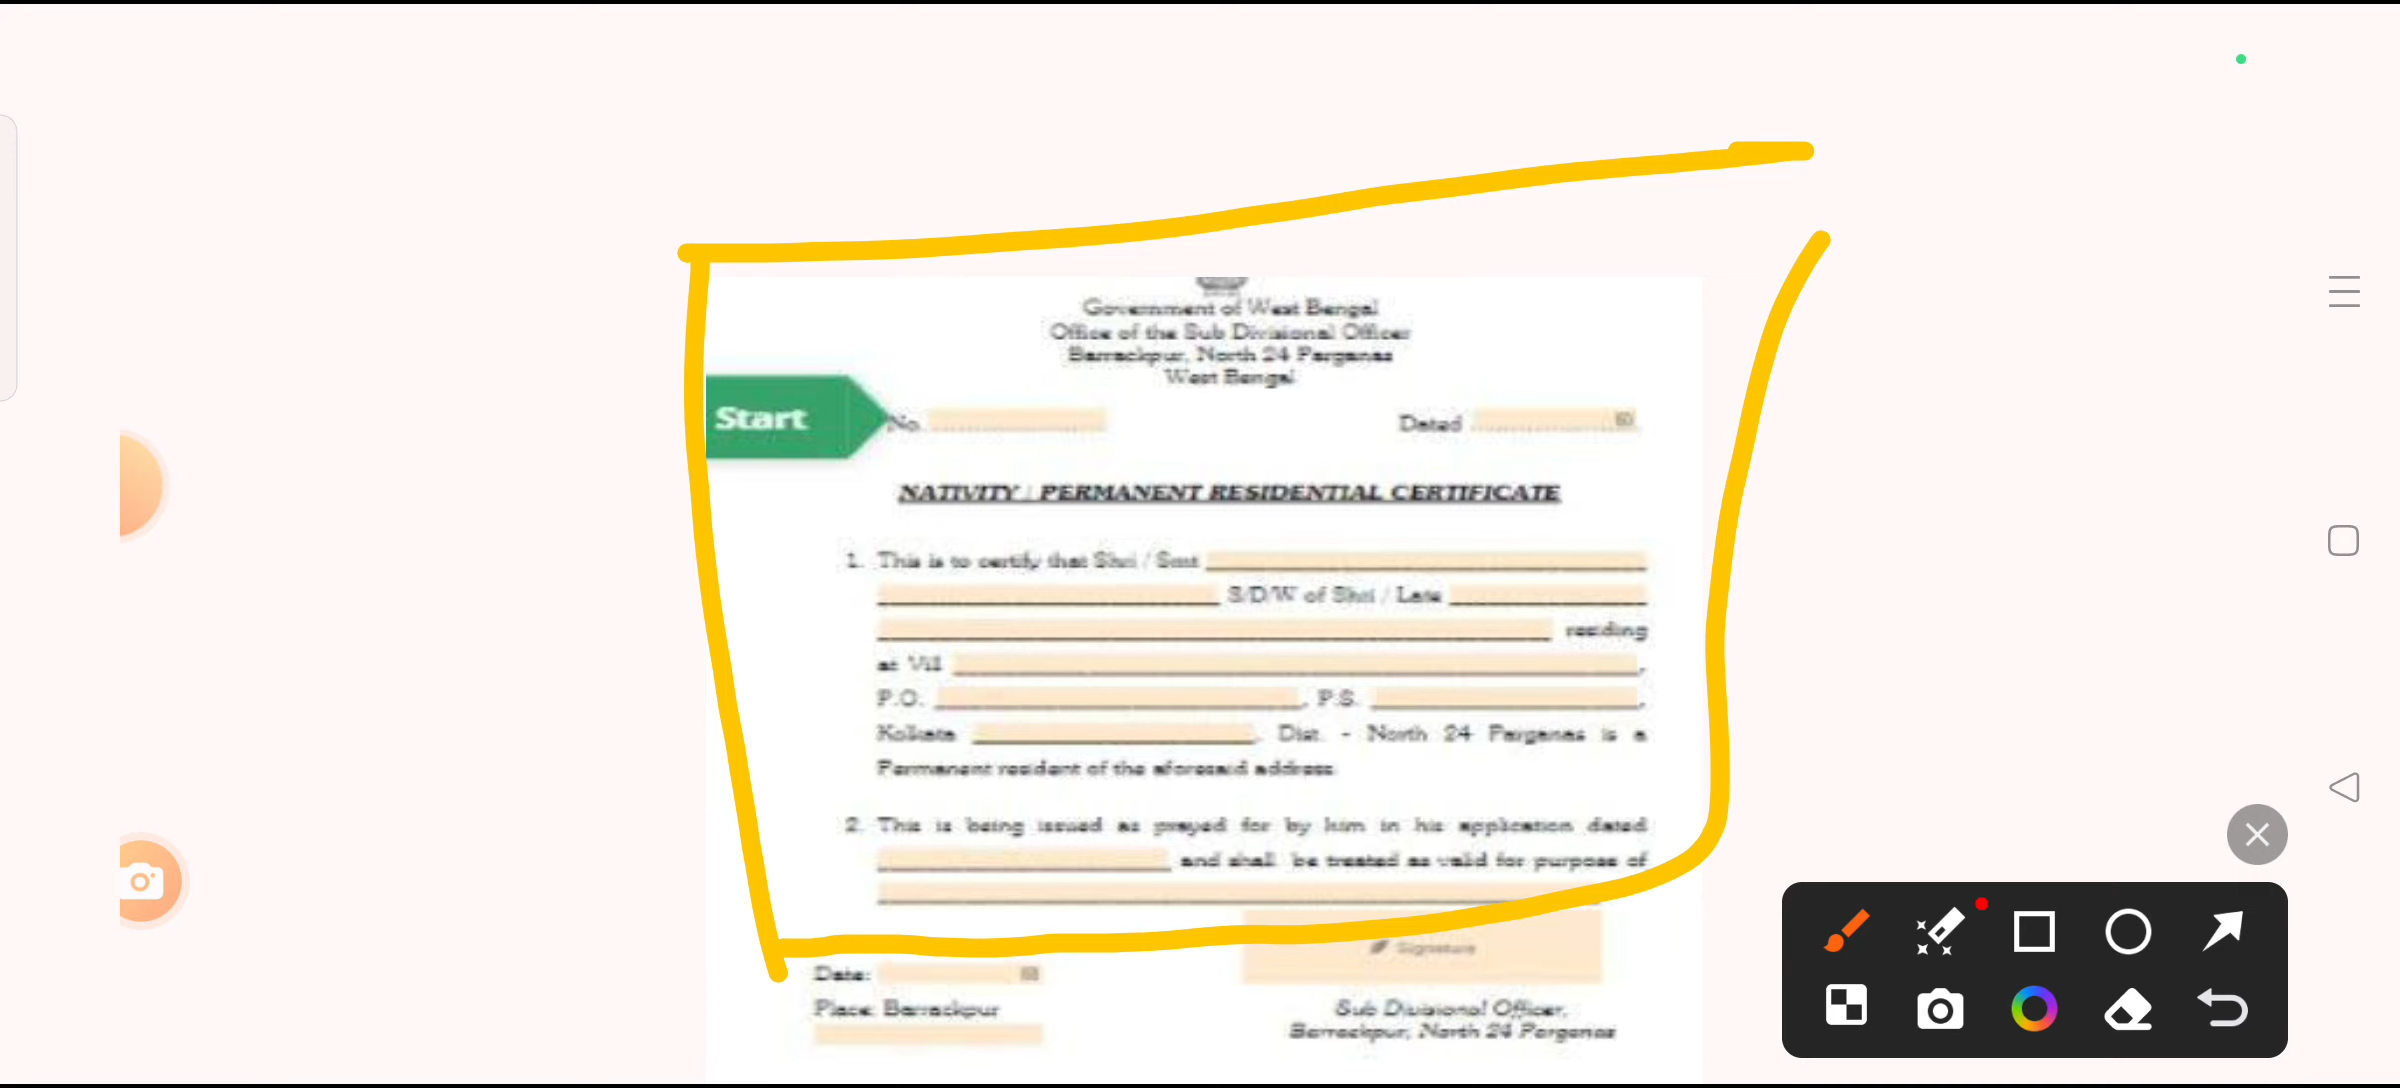 Government of West Bengal
Office of the Sub Divisional Officer
Barrackpur, North 24 Parganas
West Bengal
Start
No.
Dated
NATIVITY / PERMANENT RESIDENTIAL CERTIFICATE
1. This is to certify that Shri / Smt
S/D/W of Shri / Late
residing
at Vill
P.O. , P.S. ,
Kolkata , Dist. - North 24 Parganas is a
Permanent resident of the aforesaid address.
2. This is being issued as prayed for by him in his application dated
and shall be treated as valid for purpose of
Signature
Date:
Place: Barrackpur
Sub Divisional Officer,
Barrackpur, North 24 Parganas